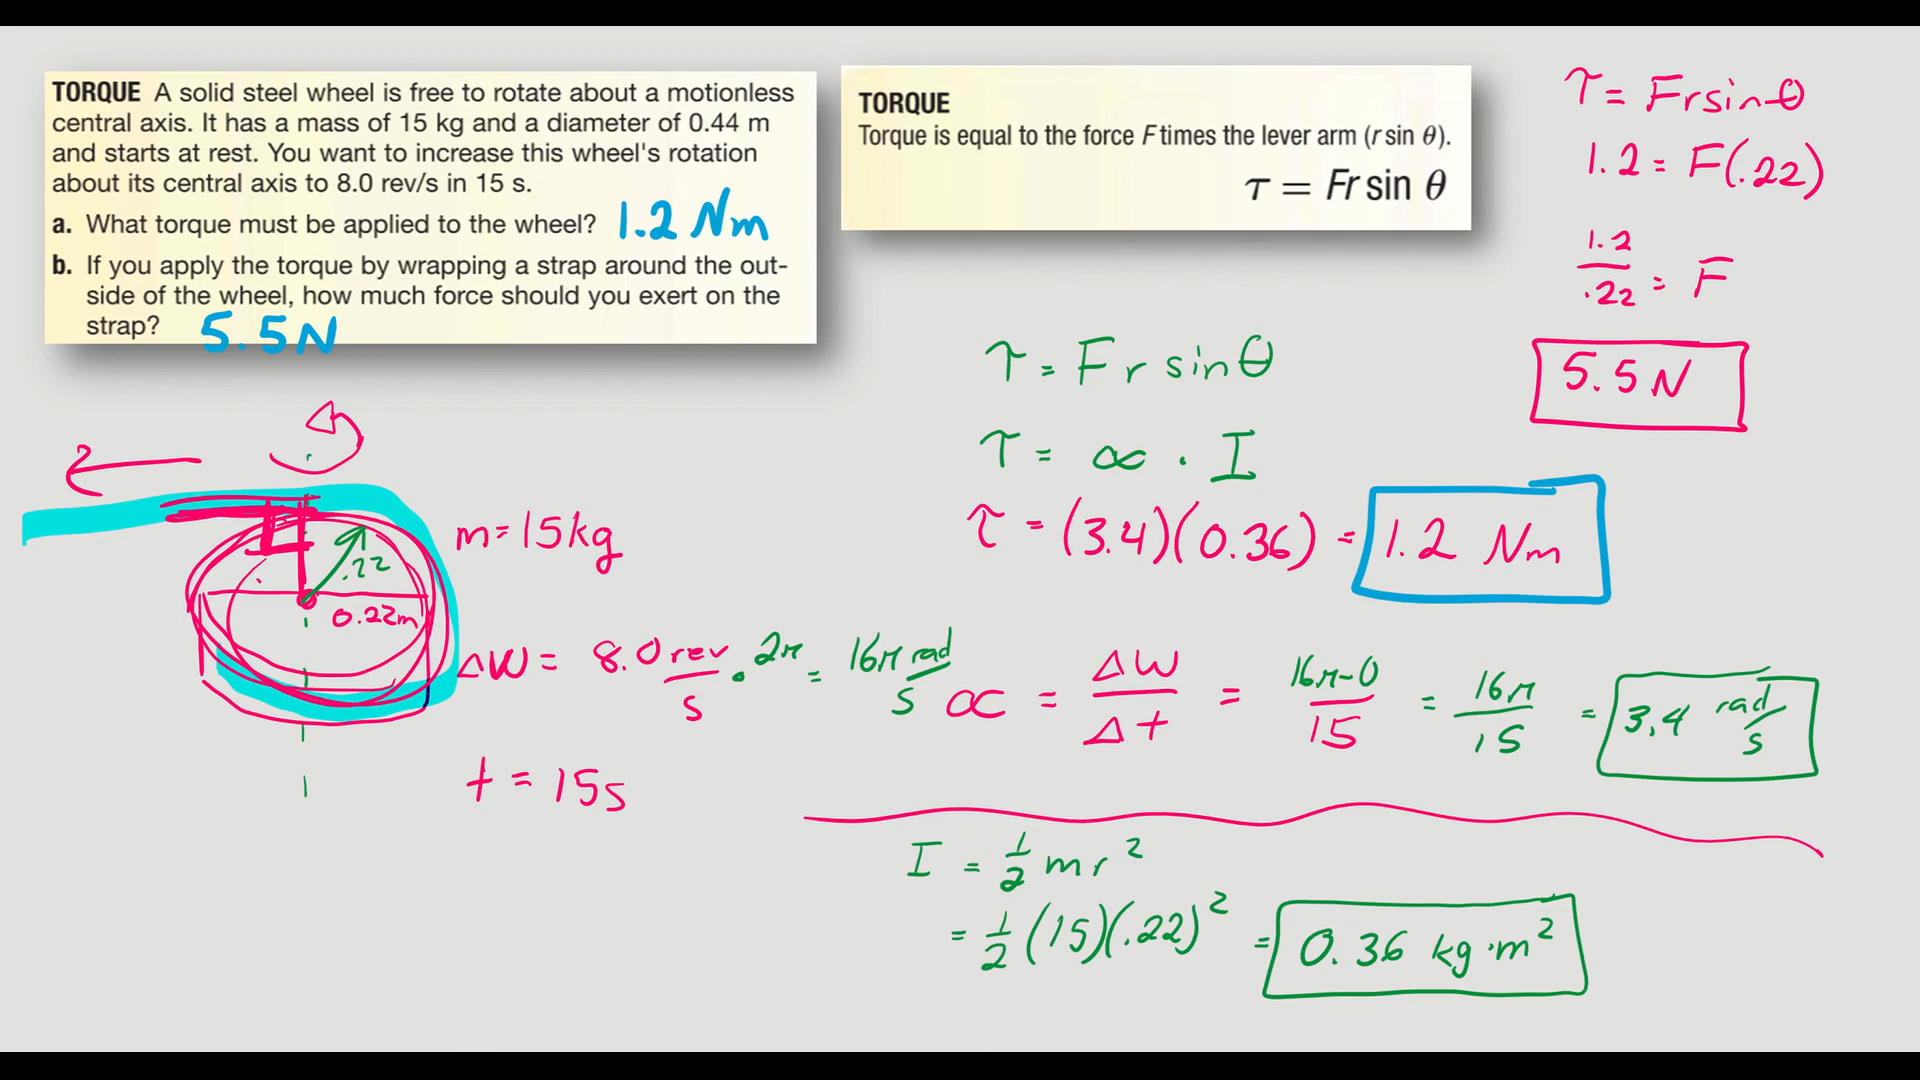 TORQUE A solid steel wheel is free to rotate about a motionless
central axis. It has a mass of 15 kg and a diameter of 0.44 m
and starts at rest. You want to increase this wheel's rotation
about its central axis to 8.0 rev/s in 15 s.
a. What torque must be applied to the wheel? 1.2 Nm
b. If you apply the torque by wrapping a strap around the out-
side of the wheel, how much force should you exert on the
strap? 5.5N
TORQUE
Torque is equal to the force F times the lever arm (r sin θ).
τ = Fr sin θ
τ = Frsinθ
1.2 = F(.22)
1.2/.22 = F
5.5N
τ = F r sinθ
τ = ∝ · I
τ = (3.4)(0.36) = 1.2 Nm
.22
0.22m
m=15kg
ΔW = 8.0 rev/s · 2π = 16π rad/s
∝ = ΔW/Δt = 16π-0/15 = 16π/15 = 3.4 rad/s
t = 15s
I = 1/2 mr²
= 1/2 (15)(.22)² = 0.36 kg·m²